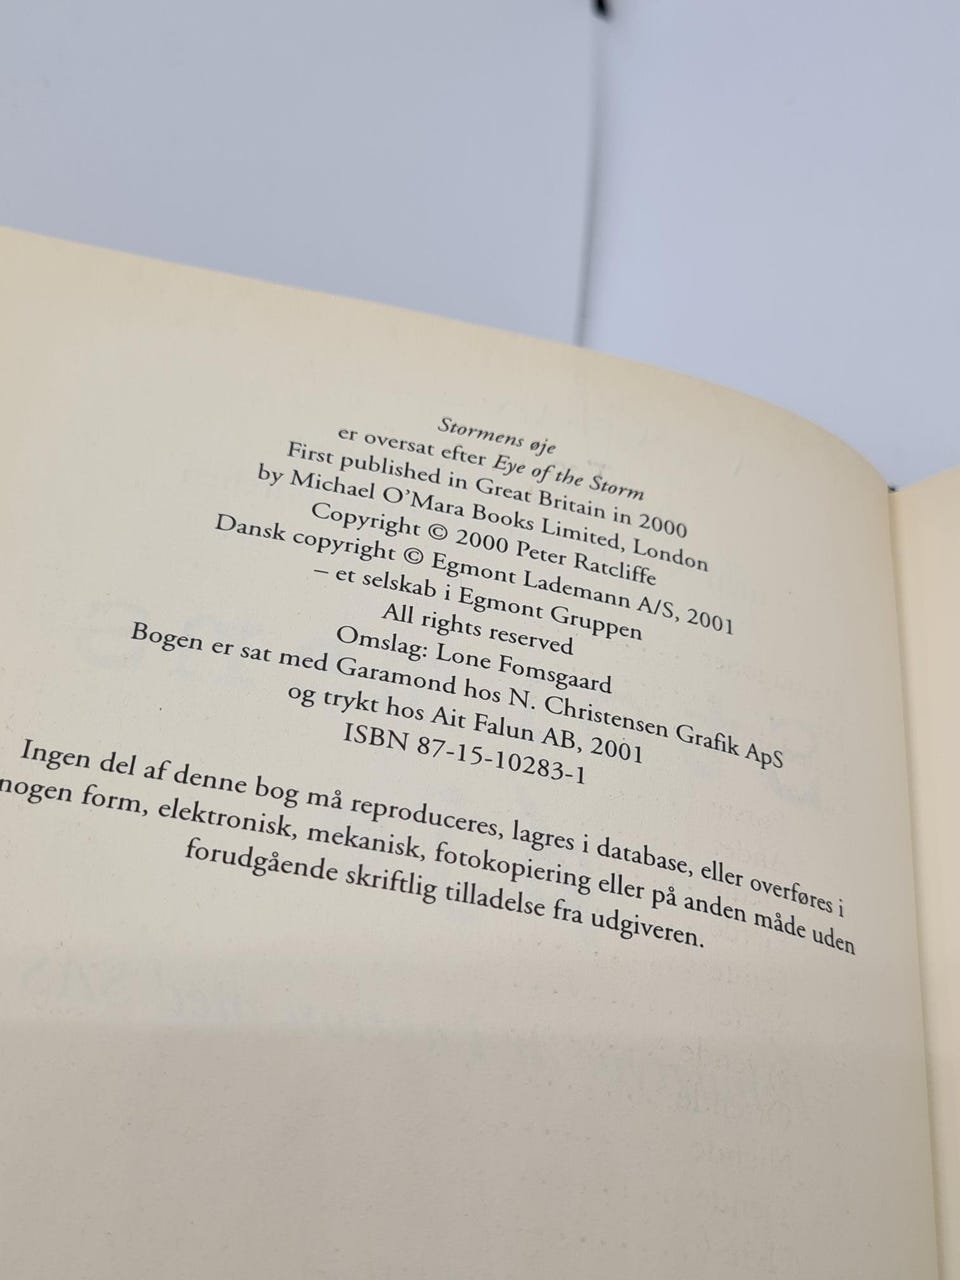 Stormens øje
er oversat efter Eye of the Storm
First published in Great Britain in 2000
by Michael O'Mara Books Limited, London
Copyright © 2000 Peter Ratcliffe
Dansk copyright © Egmont Lademann A/S, 2001
– et selskab i Egmont Gruppen
All rights reserved
Omslag: Lone Fomsgaard
Bogen er sat med Garamond hos N. Christensen Grafik ApS
og trykt hos Ait Falun AB, 2001
ISBN 87-15-10283-1
Ingen del af denne bog må reproduceres, lagres i database, eller overføres i
nogen form, elektronisk, mekanisk, fotokopiering eller på anden måde uden
forudgående skriftlig tilladelse fra udgiveren.